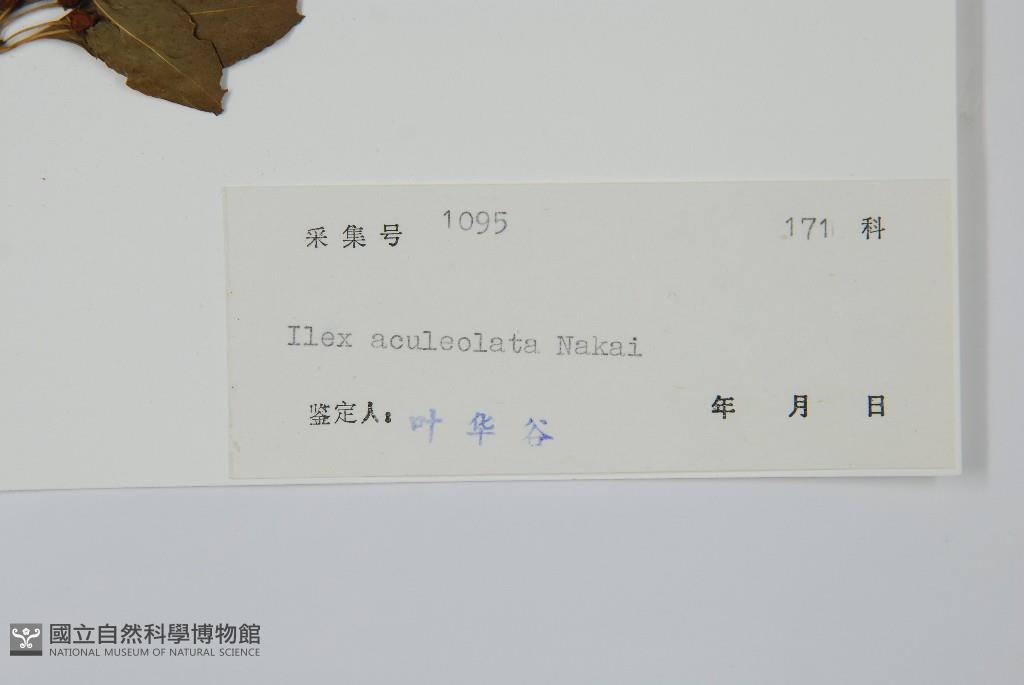 采集号 1095 171 科
Ilex aculeolata Nakai
鉴定人: 叶华谷 年 月 日
國立自然科學博物館
NATIONAL MUSEUM OF NATURAL SCIENCE